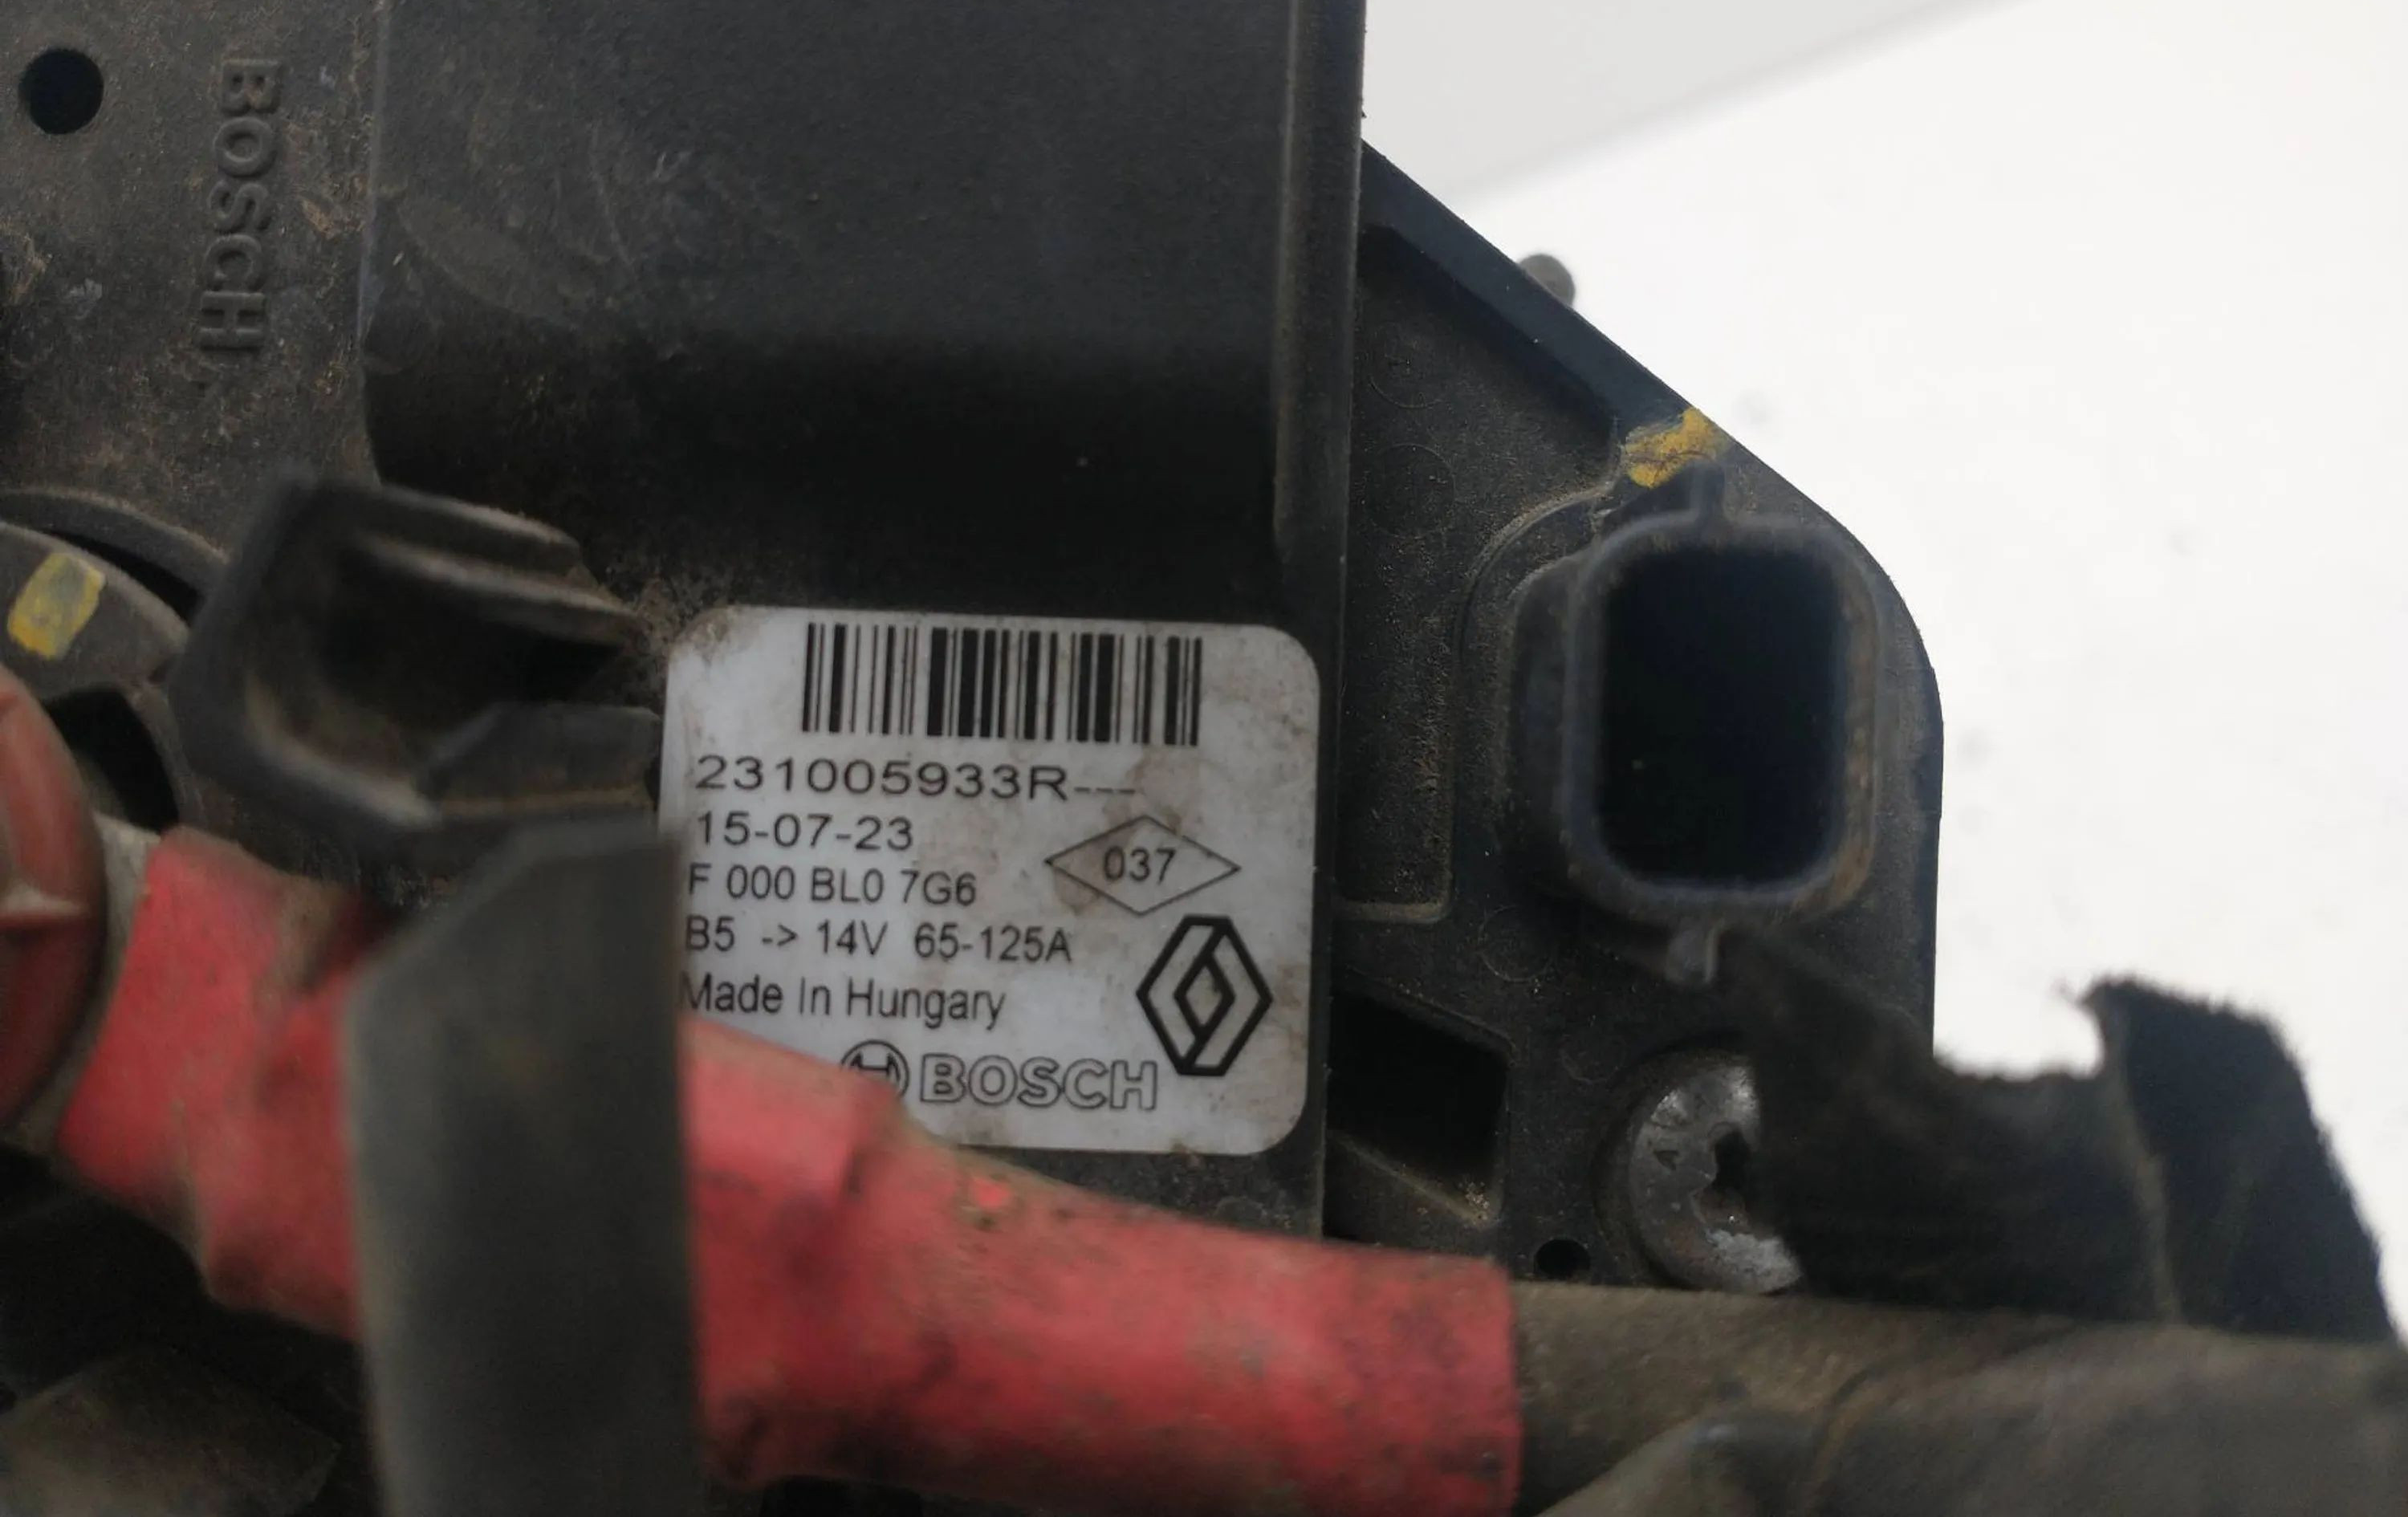 BOSCH
231005933R---
15-07-23
037
F 000 BL0 7G6
B5 -> 14V 65-125A
Made In Hungary
BOSCH